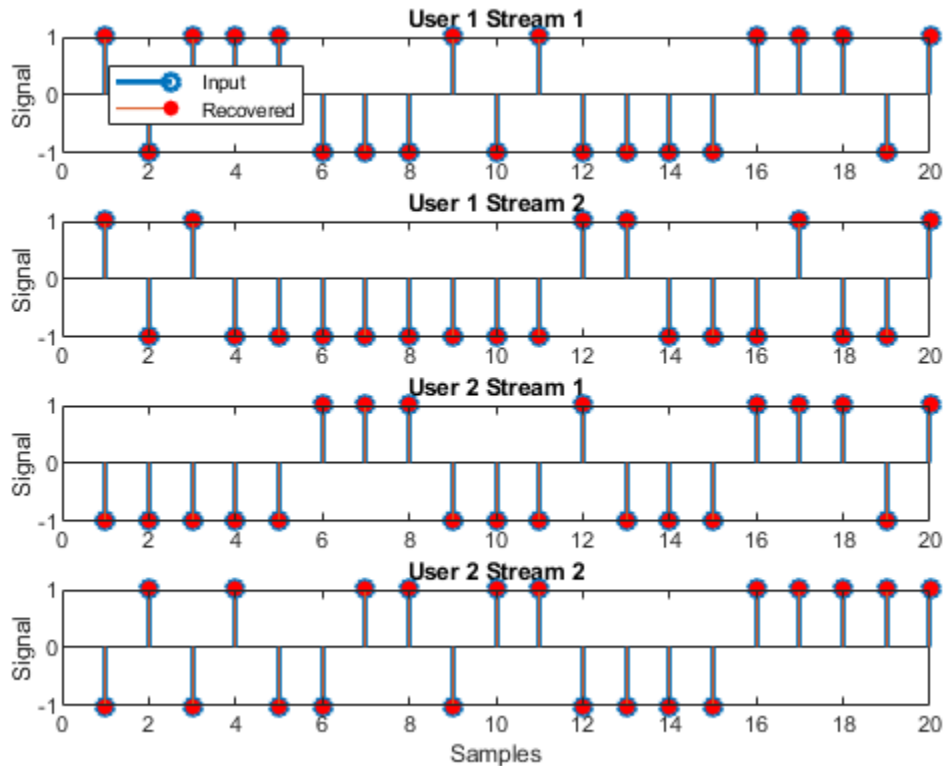 User 1 Stream 1
1
0
-1
Signal
Input
Recovered
0 2 4 6 8 10 12 14 16 18 20
User 1 Stream 2
1
0
-1
Signal
0 2 4 6 8 10 12 14 16 18 20
User 2 Stream 1
1
0
-1
Signal
0 2 4 6 8 10 12 14 16 18 20
User 2 Stream 2
1
0
-1
Signal
0 2 4 6 8 10 12 14 16 18 20
Samples